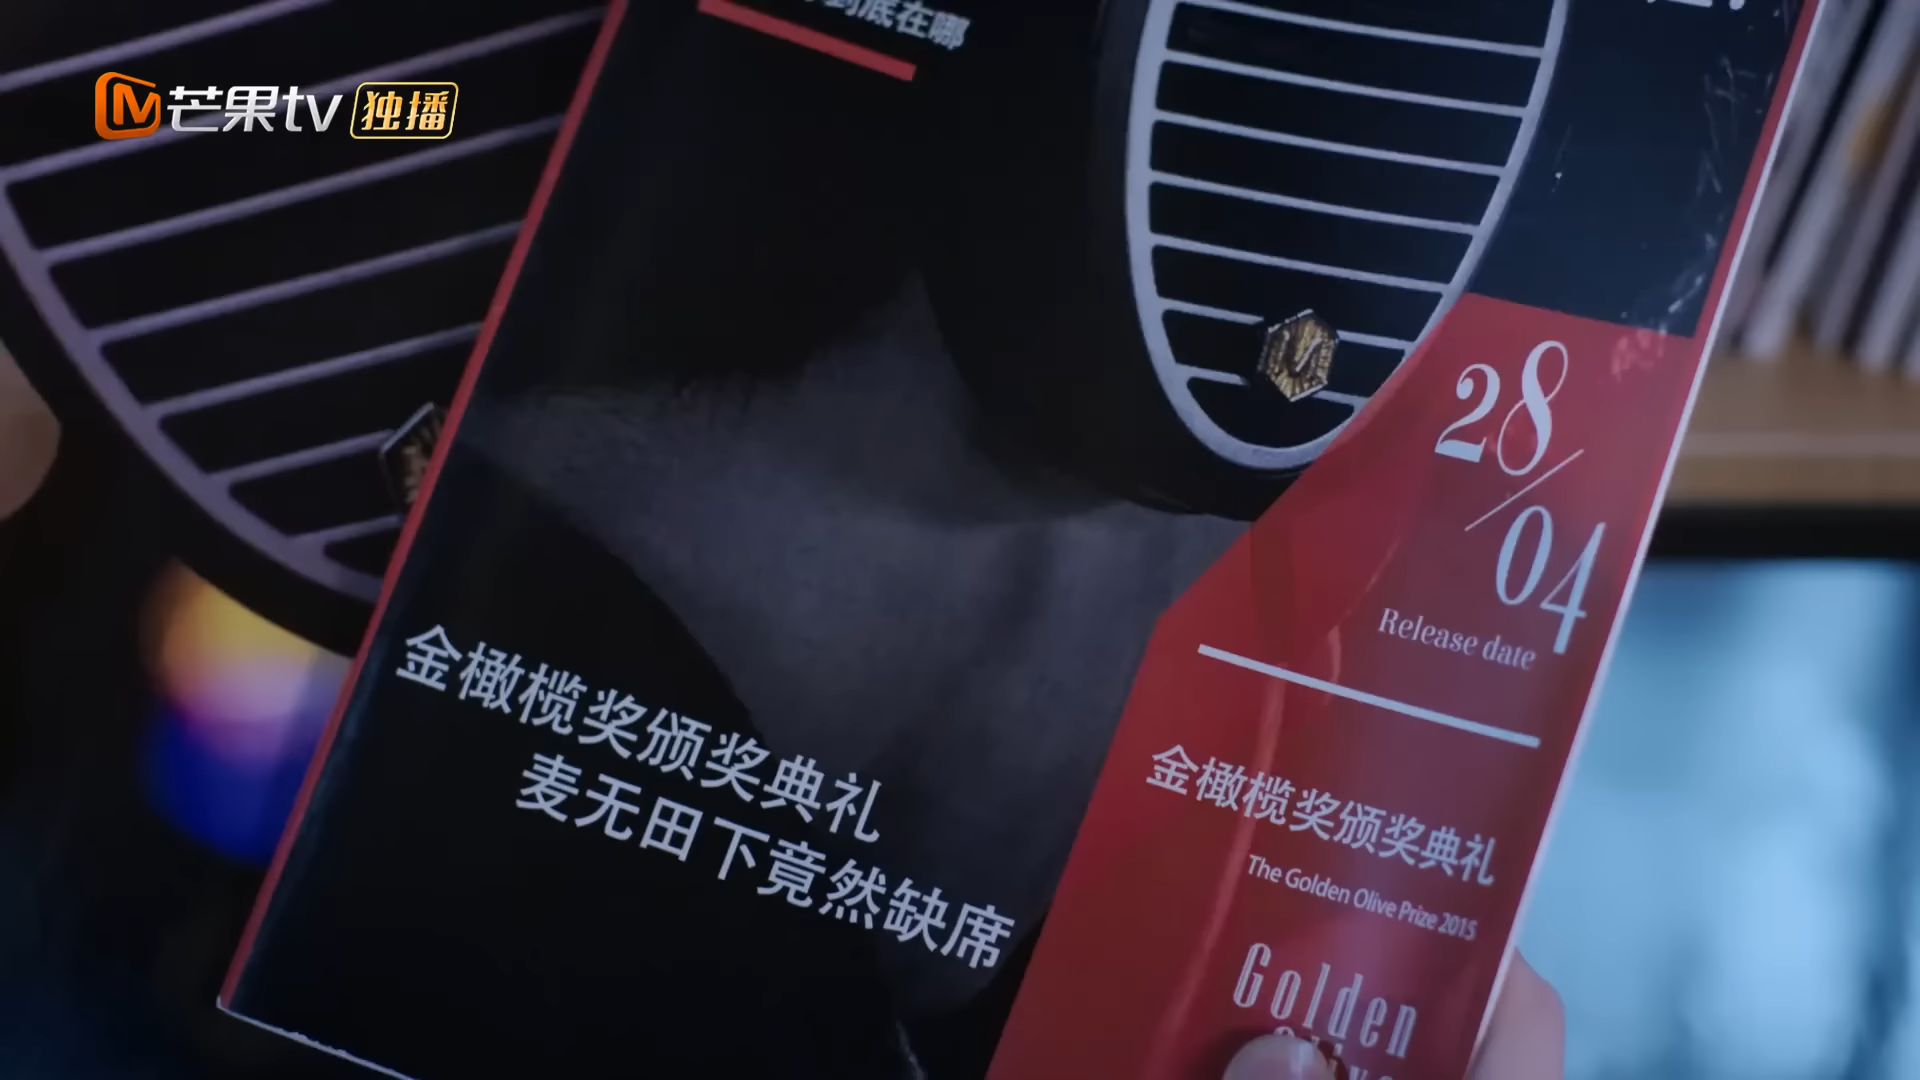 到底在哪
芒果tv 独播
28/04
Release date
金橄榄奖颁奖典礼
麦无田下竟然缺席
金橄榄奖颁奖典礼
The Golden Olive Prize 2015
Golden